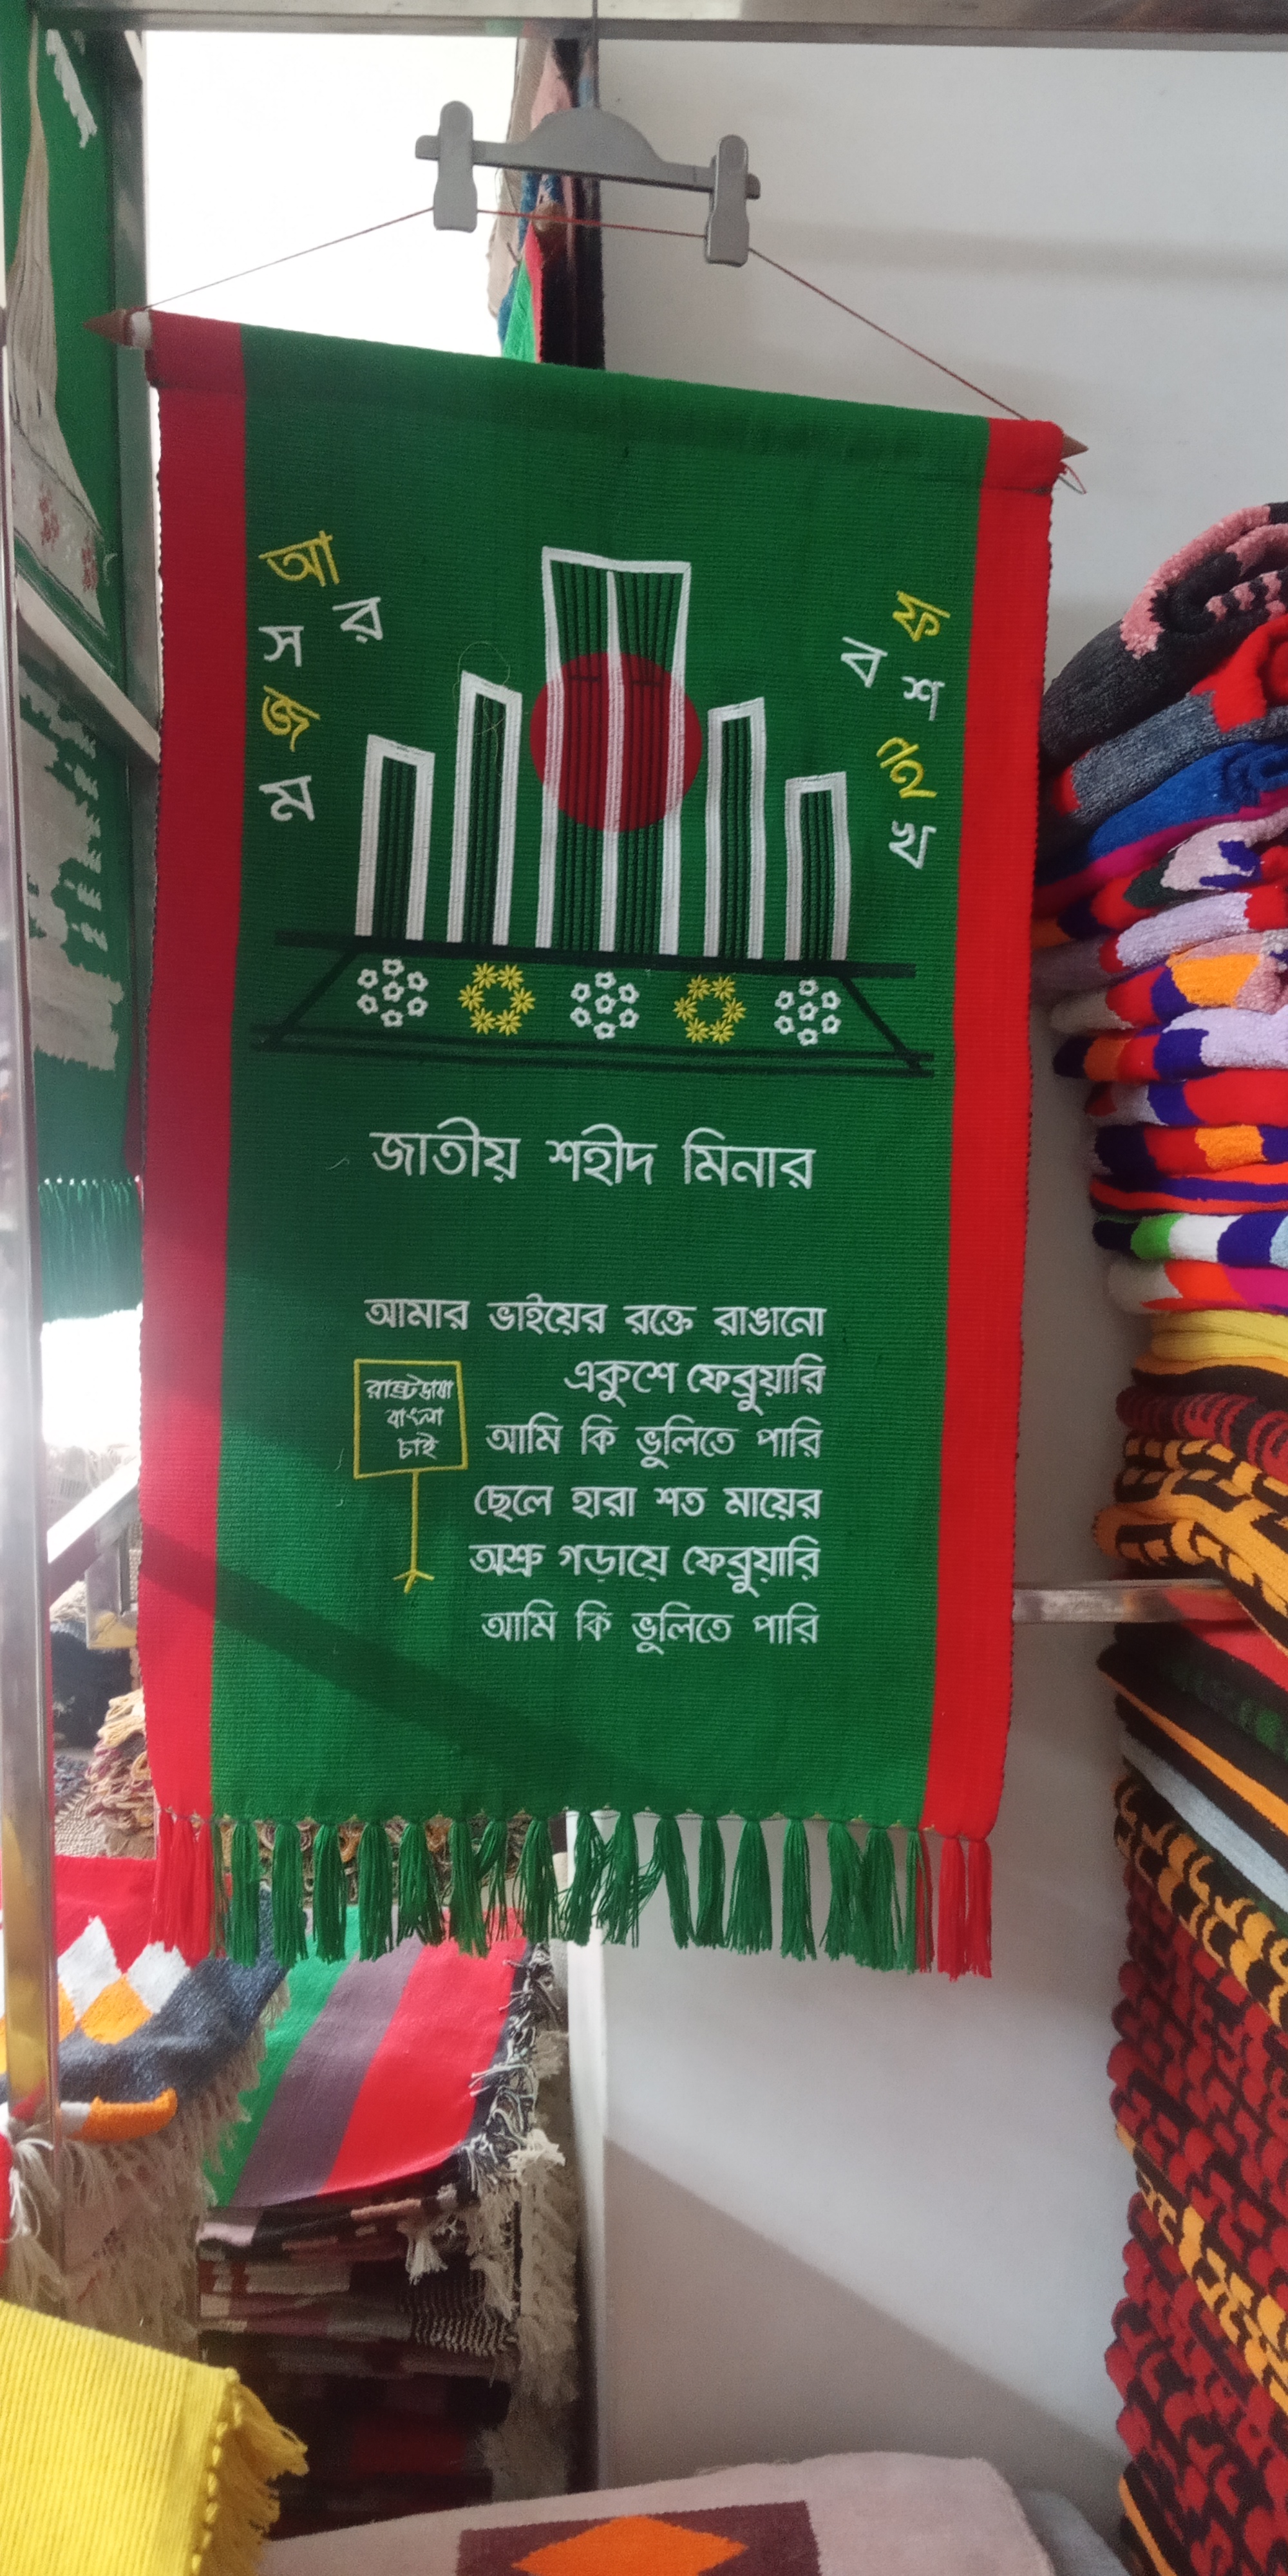 আ
র
স
জ
ম
ফ
ব
শ
ৎ
খ
জাতীয় শহীদ মিনার
আমার ভাইয়ের রক্তে রাঙানো
একুশে ফেব্রুয়ারি
আমি কি ভুলিতে পারি
ছেলে হারা শত মায়ের
অশ্রু গড়ায়ে ফেব্রুয়ারি
আমি কি ভুলিতে পারি
রাষ্ট্রভাষা
বাংলা
চাই